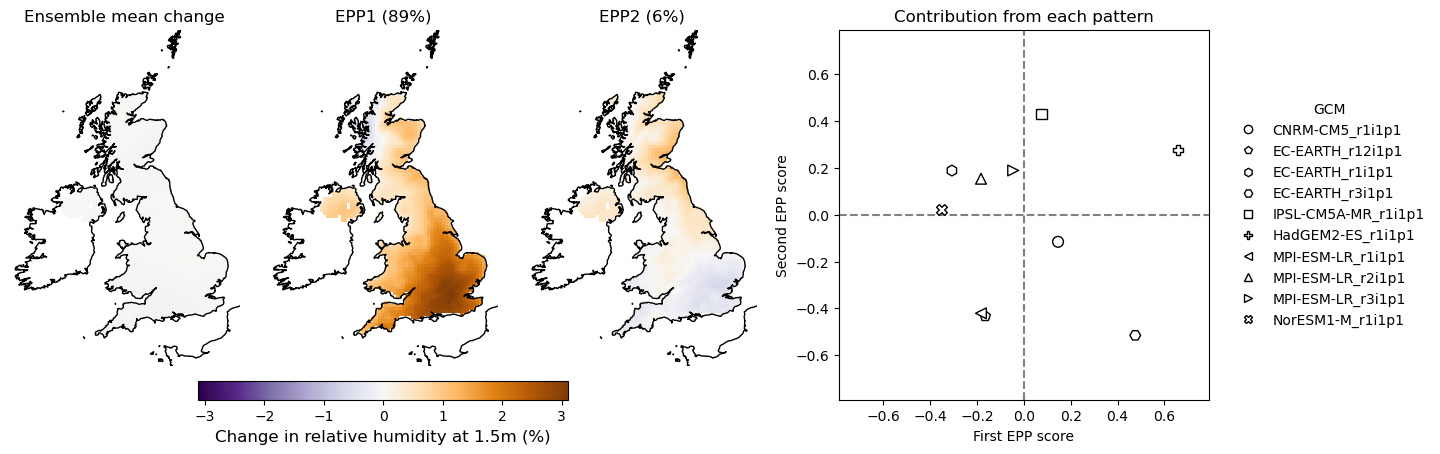 Ensemble mean change
EPP1 (89%)
EPP2 (6%)
−3 −2 −1 0 1 2 3
Change in relative humidity at 1.5m (%)
Contribution from each pattern
Second EPP score
0.6
0.4
0.2
0.0
−0.2
−0.4
−0.6
−0.6 −0.4 −0.2 0.0 0.2 0.4 0.6
First EPP score
GCM
CNRM-CM5_r1i1p1
EC-EARTH_r12i1p1
EC-EARTH_r1i1p1
EC-EARTH_r3i1p1
IPSL-CM5A-MR_r1i1p1
HadGEM2-ES_r1i1p1
MPI-ESM-LR_r1i1p1
MPI-ESM-LR_r2i1p1
MPI-ESM-LR_r3i1p1
NorESM1-M_r1i1p1